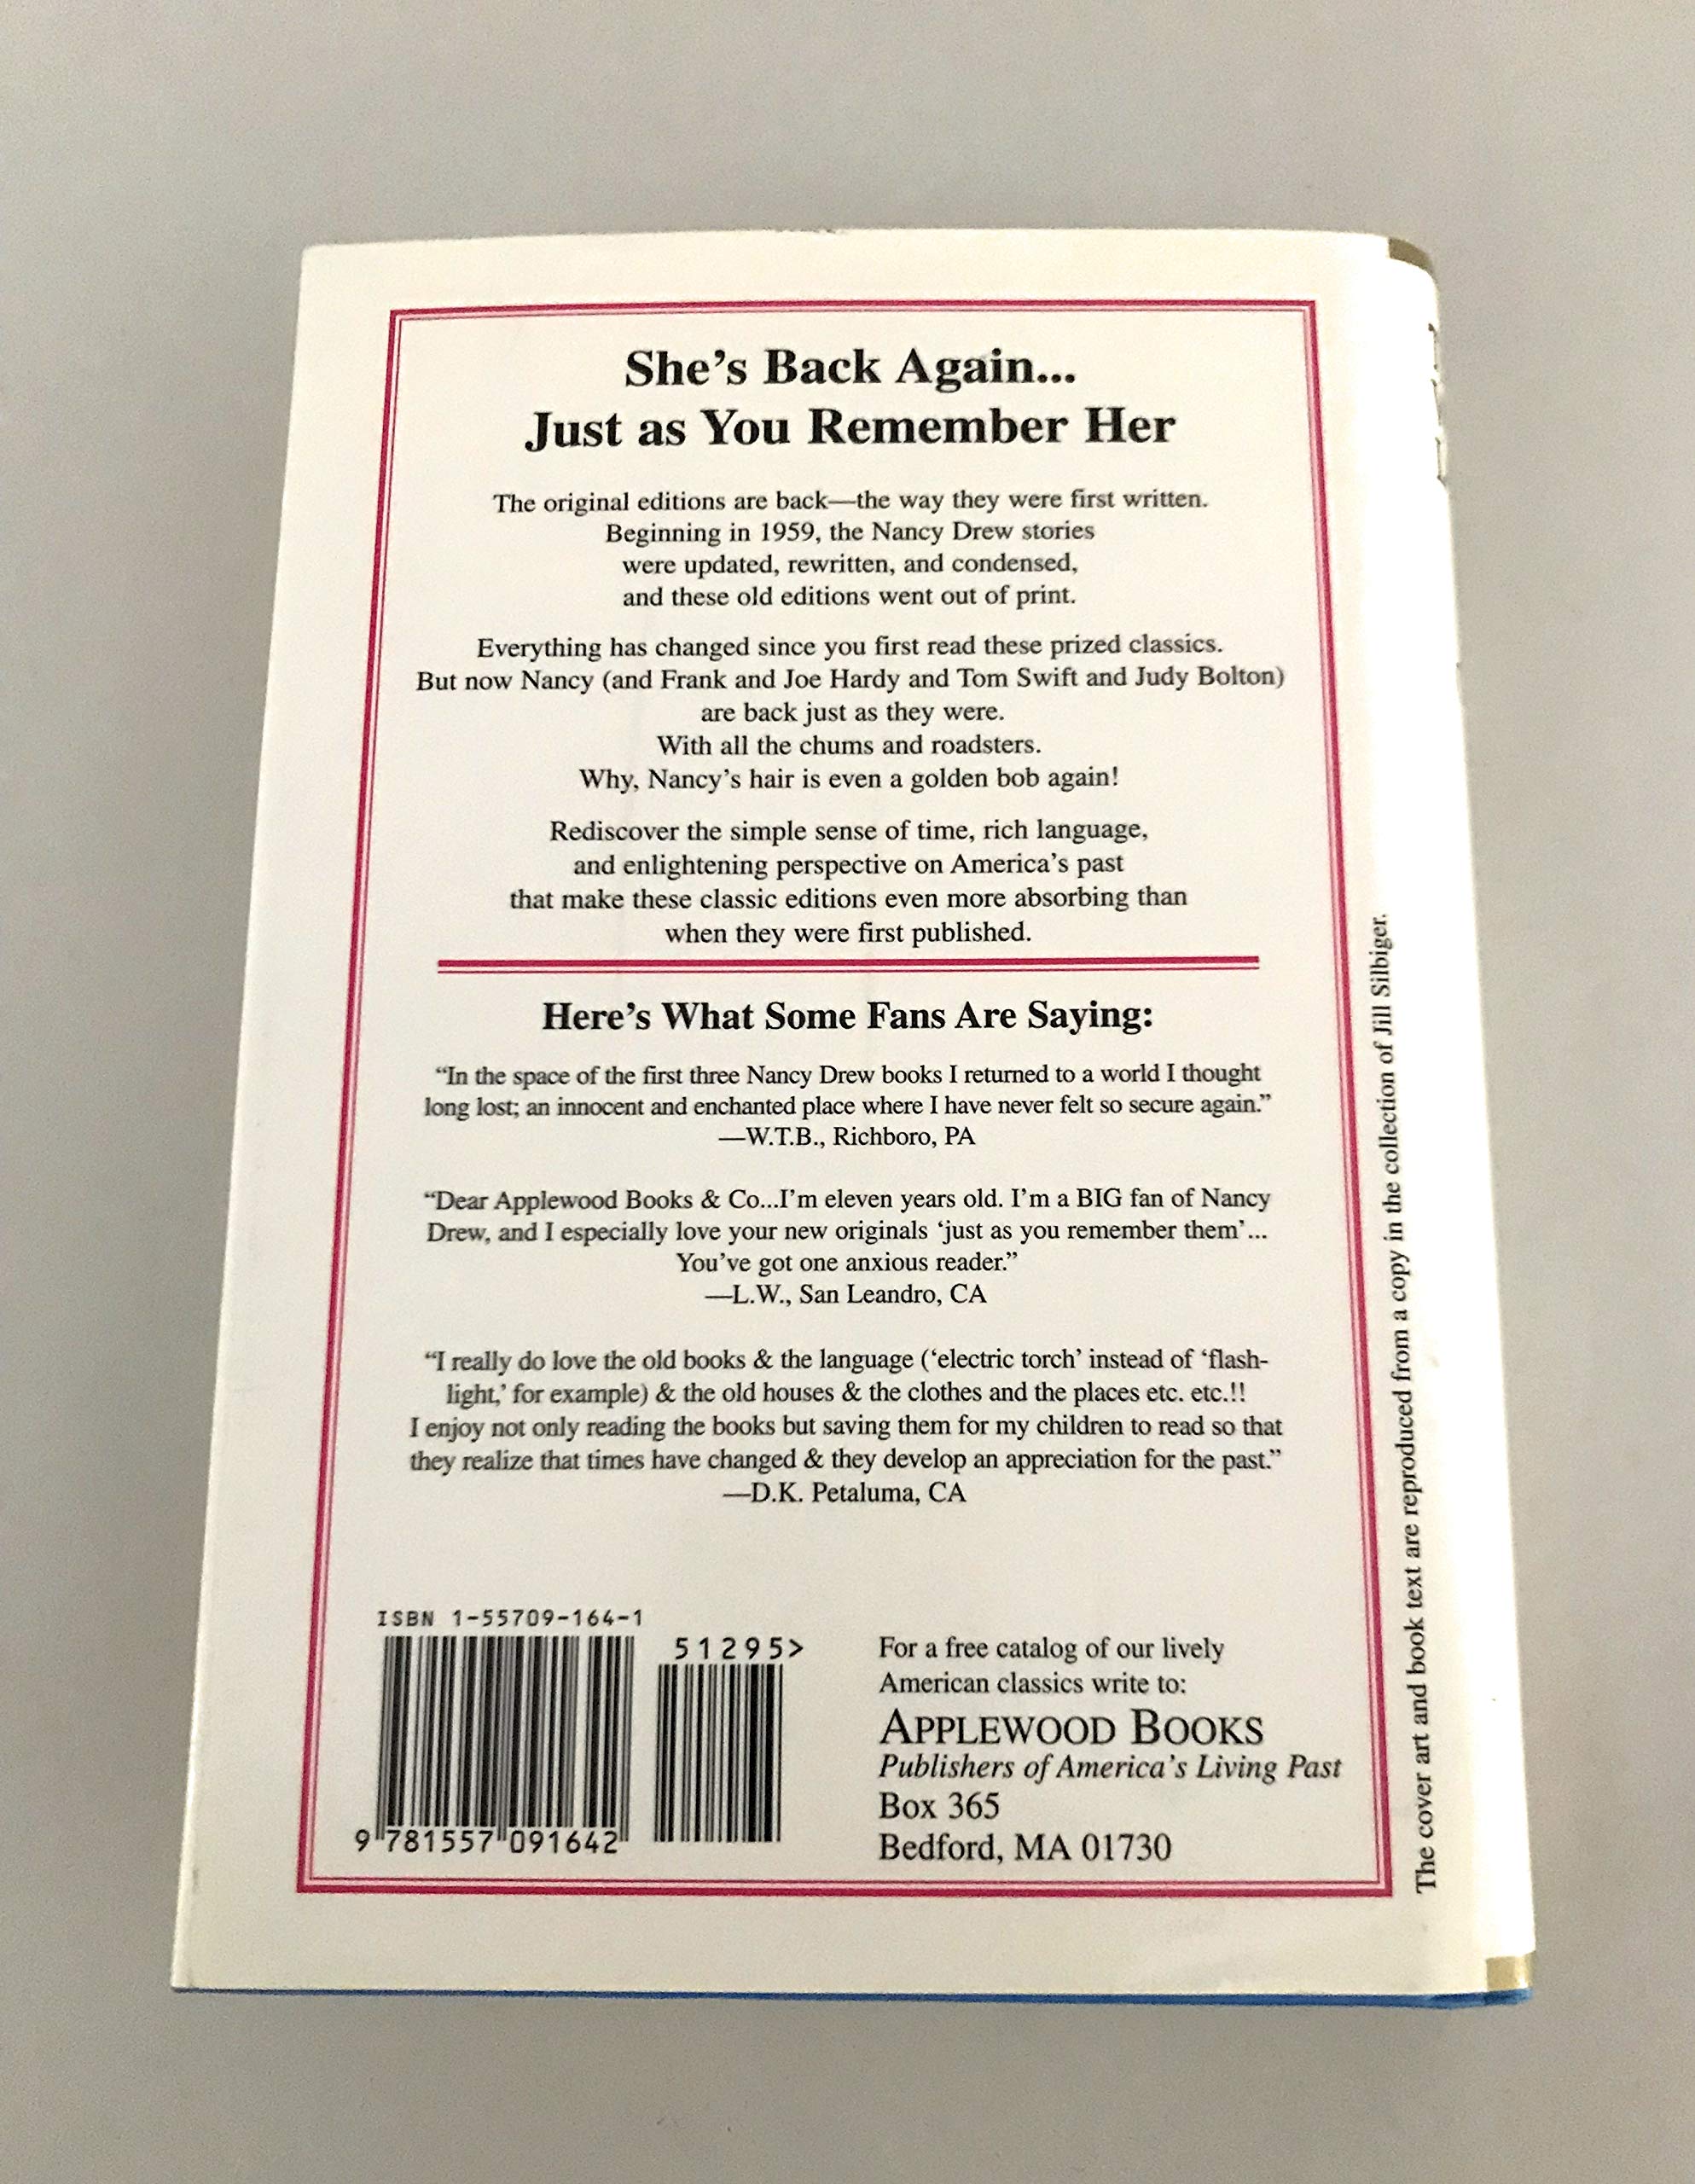 She's Back Again...
Just as You Remember Her
The original editions are back—the way they were first written.
Beginning in 1959, the Nancy Drew stories
were updated, rewritten, and condensed,
and these old editions went out of print.
Everything has changed since you first read these prized classics.
But now Nancy (and Frank and Joe Hardy and Tom Swift and Judy Bolton)
are back just as they were.
With all the chums and roadsters.
Why, Nancy's hair is even a golden bob again!
Rediscover the simple sense of time, rich language,
and enlightening perspective on America's past
that make these classic editions even more absorbing than
when they were first published.
Here's What Some Fans Are Saying:
“In the space of the first three Nancy Drew books I returned to a world I thought
long lost; an innocent and enchanted place where I have never felt so secure again.”
—W.T.B., Richboro, PA
“Dear Applewood Books & Co...I'm eleven years old. I'm a BIG fan of Nancy
Drew, and I especially love your new originals ‘just as you remember them’...
You've got one anxious reader.”
—L.W., San Leandro, CA
“I really do love the old books & the language (‘electric torch’ instead of ‘flash-
light,’ for example) & the old houses & the clothes and the places etc. etc.!!
I enjoy not only reading the books but saving them for my children to read so that
they realize that times have changed & they develop an appreciation for the past.”
—D.K. Petaluma, CA
ISBN 1-55709-164-1
51295>
9 781557 091642
For a free catalog of our lively
American classics write to:
APPLEWOOD BOOKS
Publishers of America's Living Past
Box 365
Bedford, MA 01730
The cover art and book text are reproduced from a copy in the collection of Jill Silbiger.